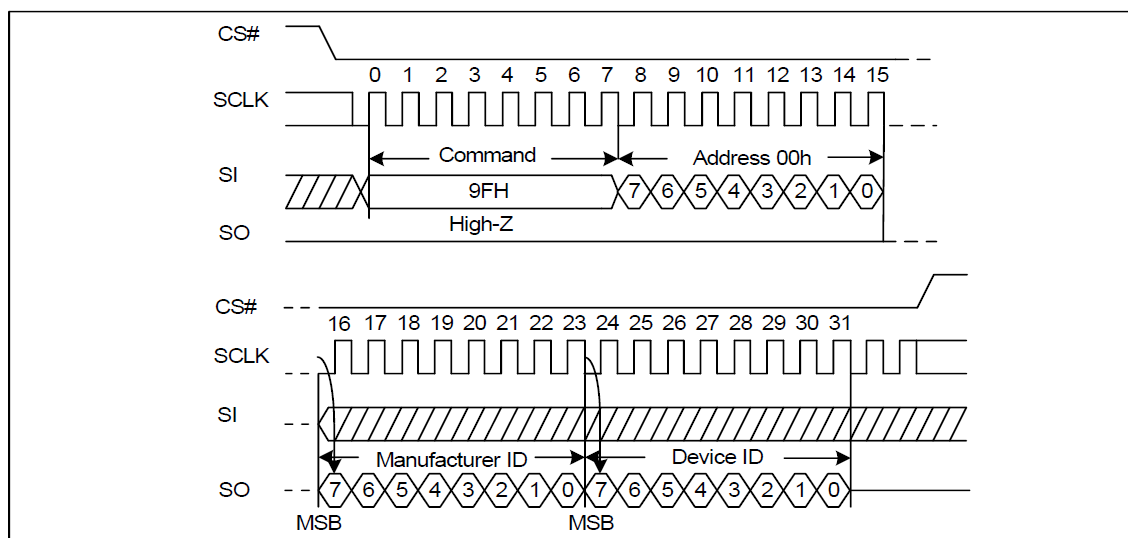 CS#
0 1 2 3 4 5 6 7 8 9 10 11 12 13 14 15
SCLK
Command Address 00h
SI
9FH 7 6 5 4 3 2 1 0
High-Z
SO
CS#
16 17 18 19 20 21 22 23 24 25 26 27 28 29 30 31
SCLK
SI
Manufacturer ID Device ID
SO 7 6 5 4 3 2 1 0 7 6 5 4 3 2 1 0
MSB MSB